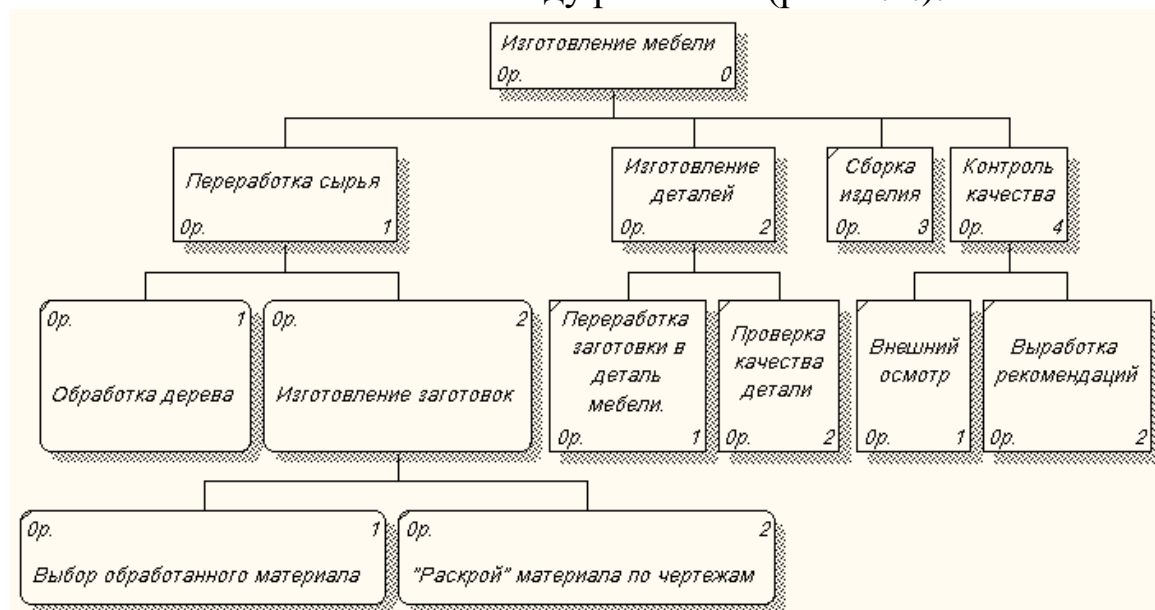 Изготовление мебели
0р. 0
Переработка сырья
0р. 1
Изготовление
деталей
0р. 2
Сборка
изделия
0р. 3
Контроль
качества
0р. 4
0р. 1
Обработка дерева
0р. 2
Изготовление заготовок
Переработка
заготовки в
деталь
мебели.
0р. 1
Проверка
качества
детали
0р. 2
Внешний
осмотр
0р. 1
Выработка
рекомендаций
0р. 2
0р. 1
Выбор обработанного материала
0р. 2
"Раскрой" материала по чертежам